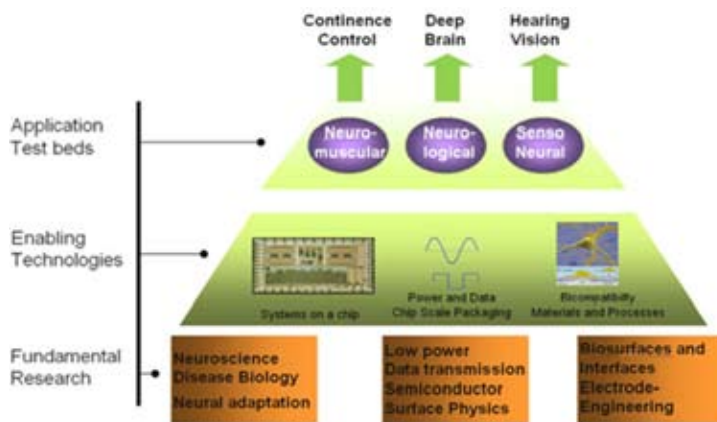 Continence
Control
Deep
Brain
Hearing
Vision
Application
Test beds
Neuro-
muscular
Neuro-
logical
Senso
Neural
Enabling
Technologies
Systems on a chip
Power and Data
Chip Scale Packaging
Bicompatibilty
Materials and Processes
Fundamental
Research
Neuroscience
Disease Biology
Neural adaptation
Low power
Data transmission
Semiconductor
Surface Physics
Biosurfaces and
Interfaces
Electrode-
Engineering